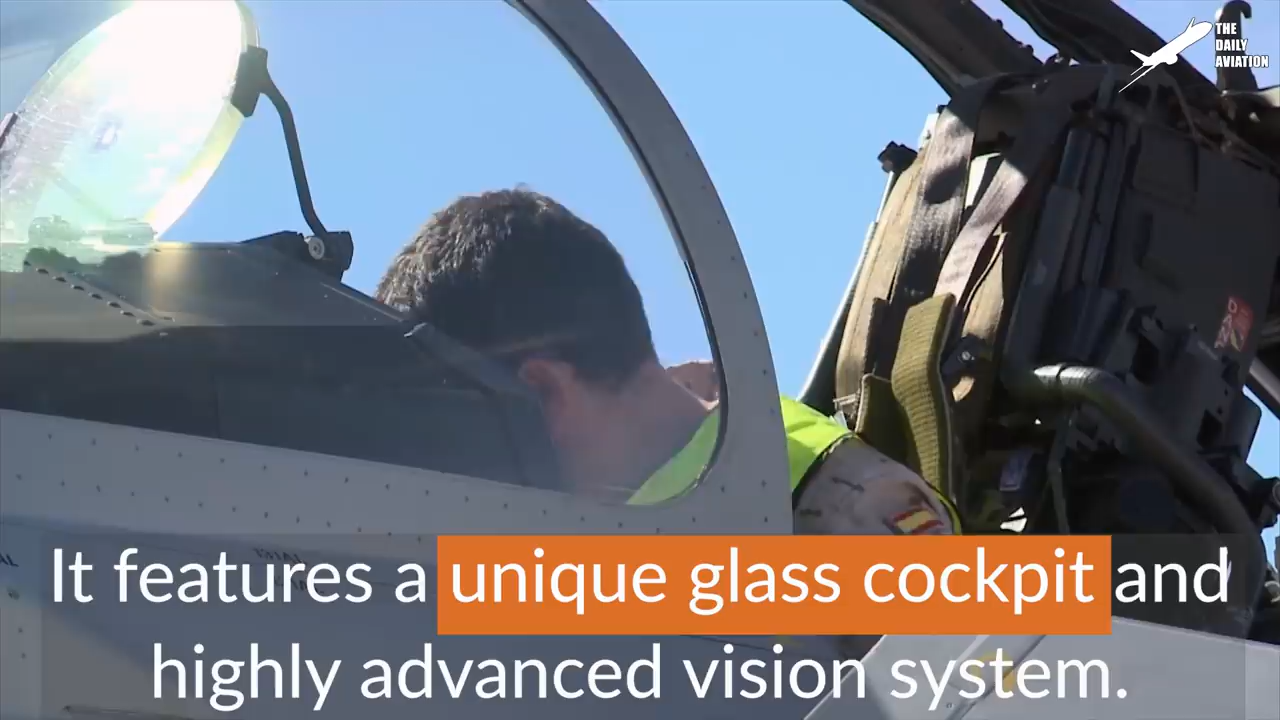 THE
DAILY
AVIATION
It features a unique glass cockpit and
highly advanced vision system.